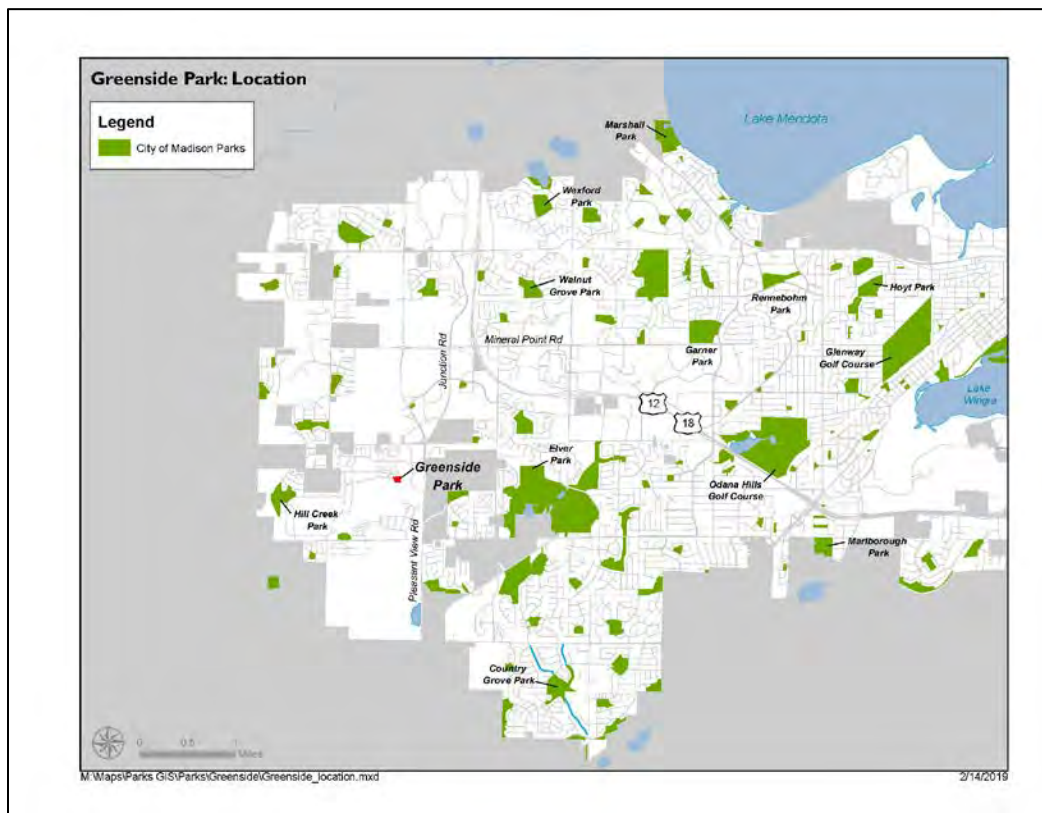 Greenside Park: Location
Legend
City of Madison Parks
Marshall
Park
Lake Mendota
Wexford
Park
Walnut
Grove Park
Rennebohm
Park
Hoyt Park
Junction Rd
Mineral Point Rd
Garner
Park
Glenway
Golf Course
Lake
Wingra
12
18
Elver
Park
Greenside
Park
Odana Hills
Golf Course
Hill Creek
Park
Pleasant View Rd
Marlborough
Park
Country
Grove Park
0 0.5 1
Miles
M:\Maps\Parks GIS\Parks\Greenside\Greenside_location.mxd
2/14/2019